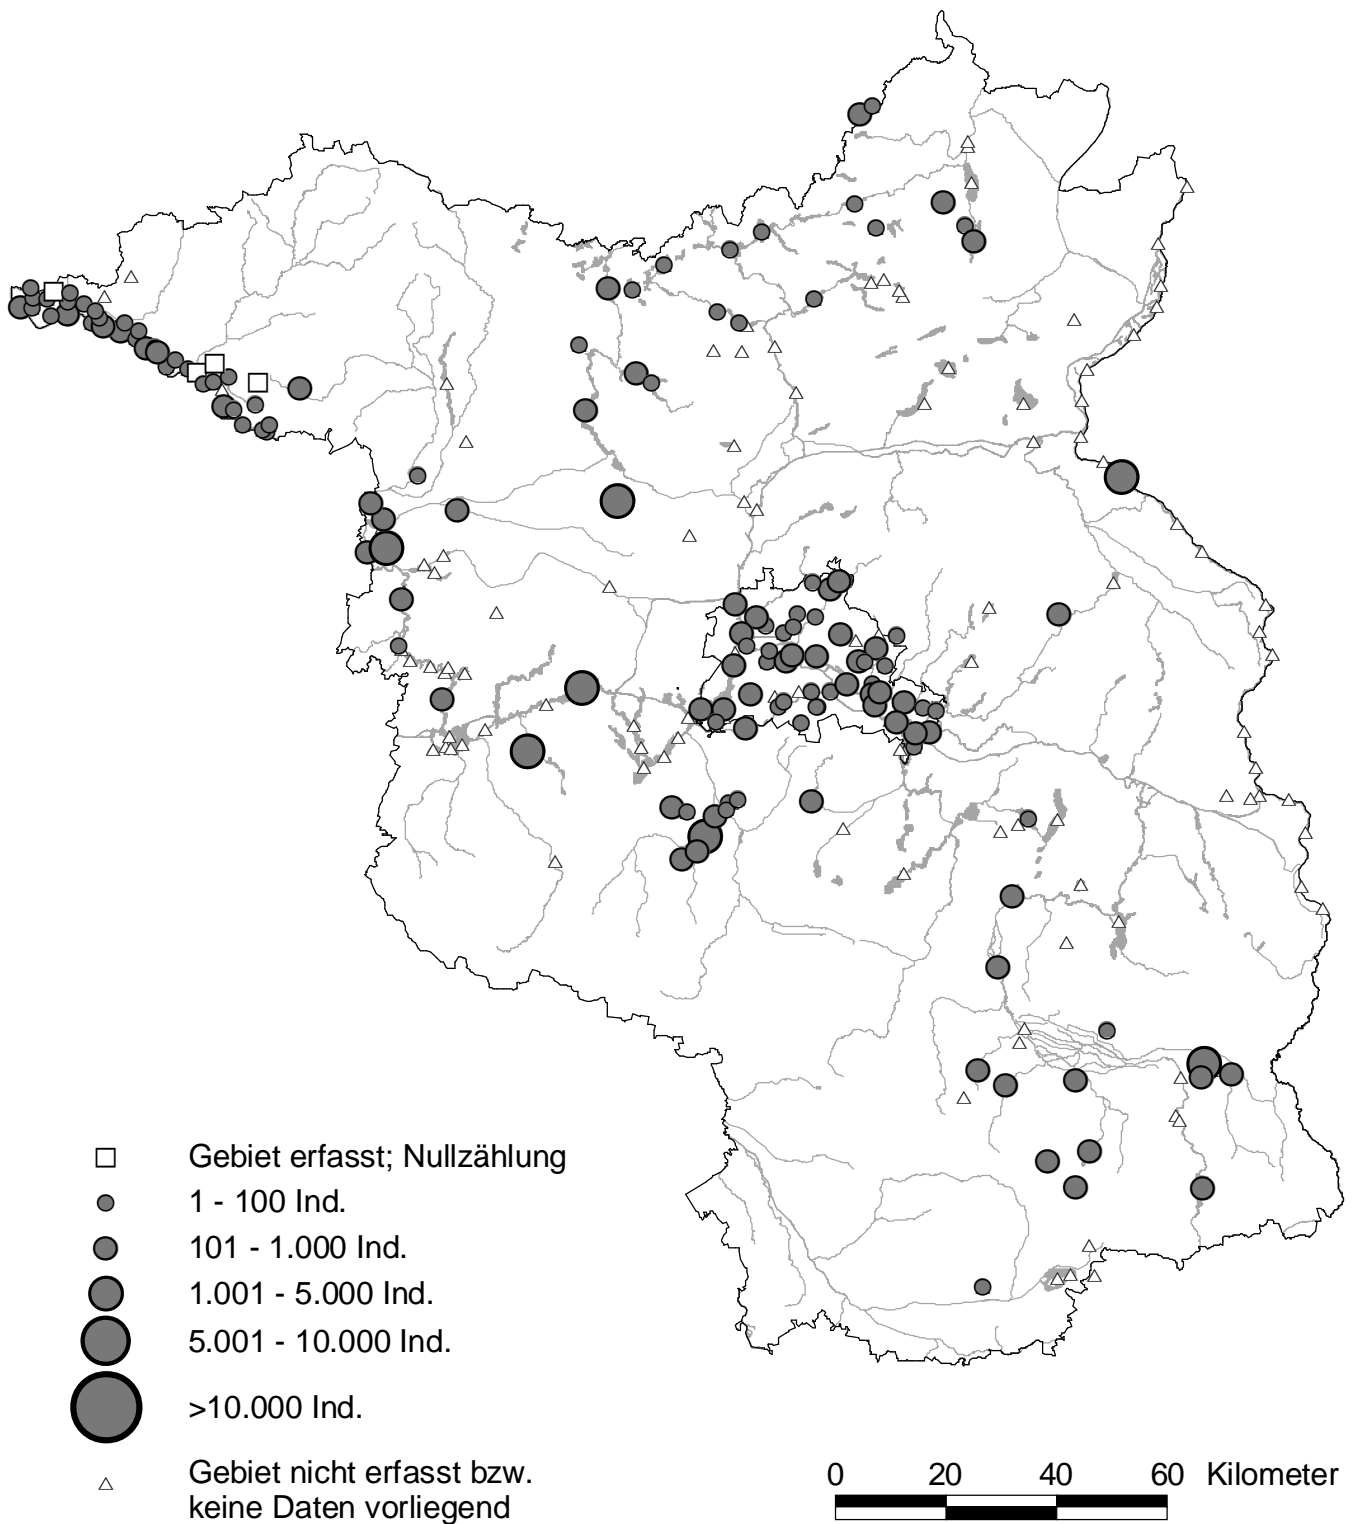 Gebiet erfasst; Nullzählung
1 - 100 Ind.
101 - 1.000 Ind.
1.001 - 5.000 Ind.
5.001 - 10.000 Ind.
>10.000 Ind.
Gebiet nicht erfasst bzw.
keine Daten vorliegend
0 20 40 60 Kilometer